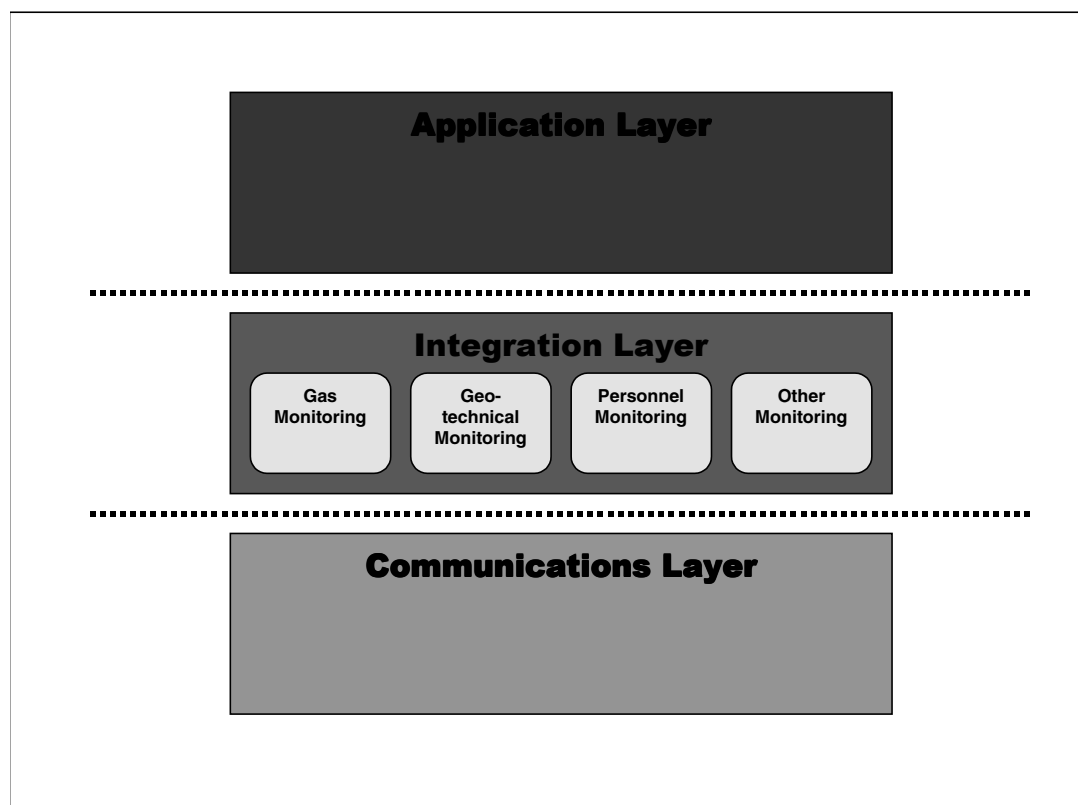 Application Layer
Integration Layer
Gas
Monitoring
Geo-
technical
Monitoring
Personnel
Monitoring
Other
Monitoring
Communications Layer